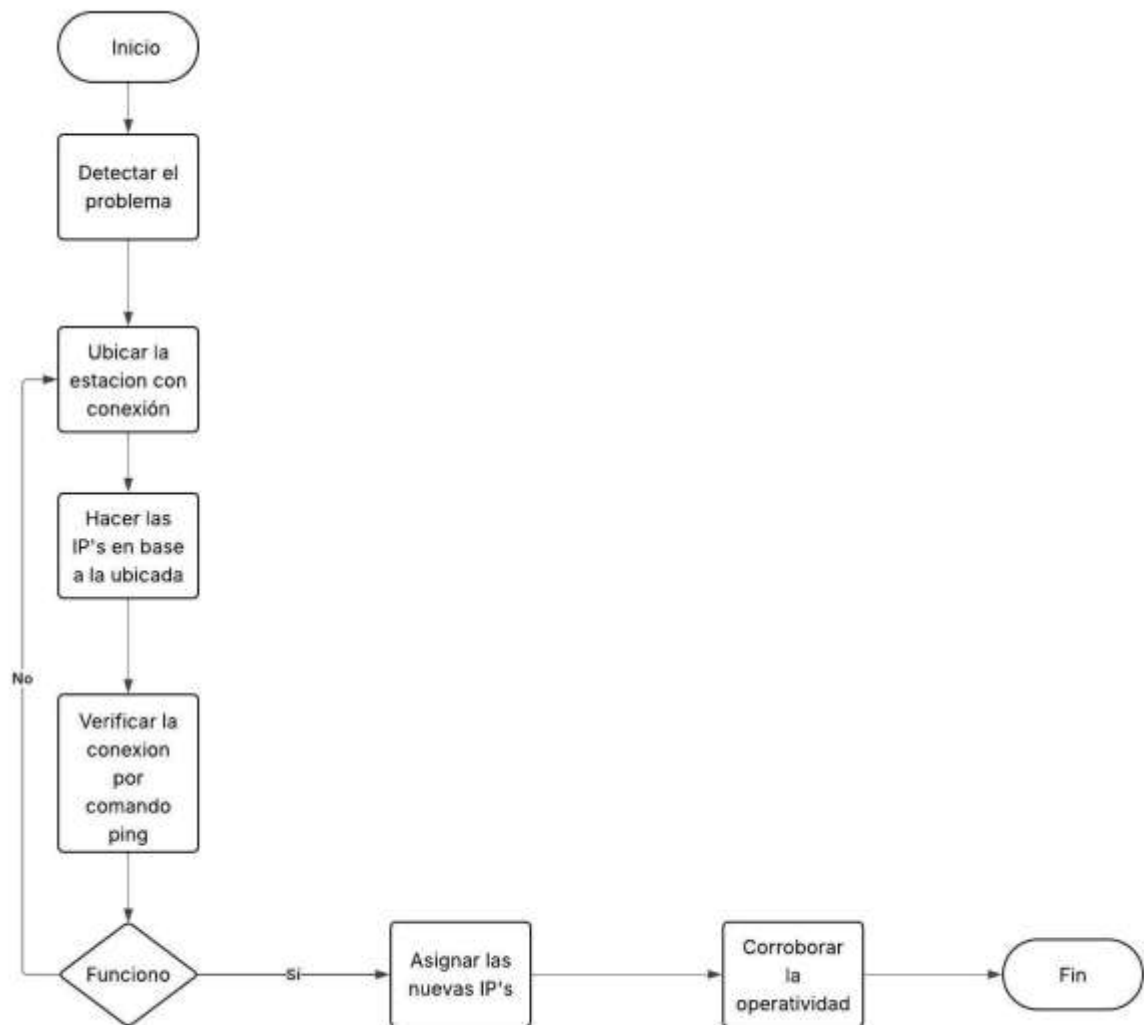 Inicio
Detectar el
problema
Ubicar la
estacion con
conexión
Hacer las
IP's en base
a la ubicada
No
Verificar la
conexion
por
comando
ping
Funciono
Si
Asignar las
nuevas IP's
Corroborar
la
operatividad
Fin